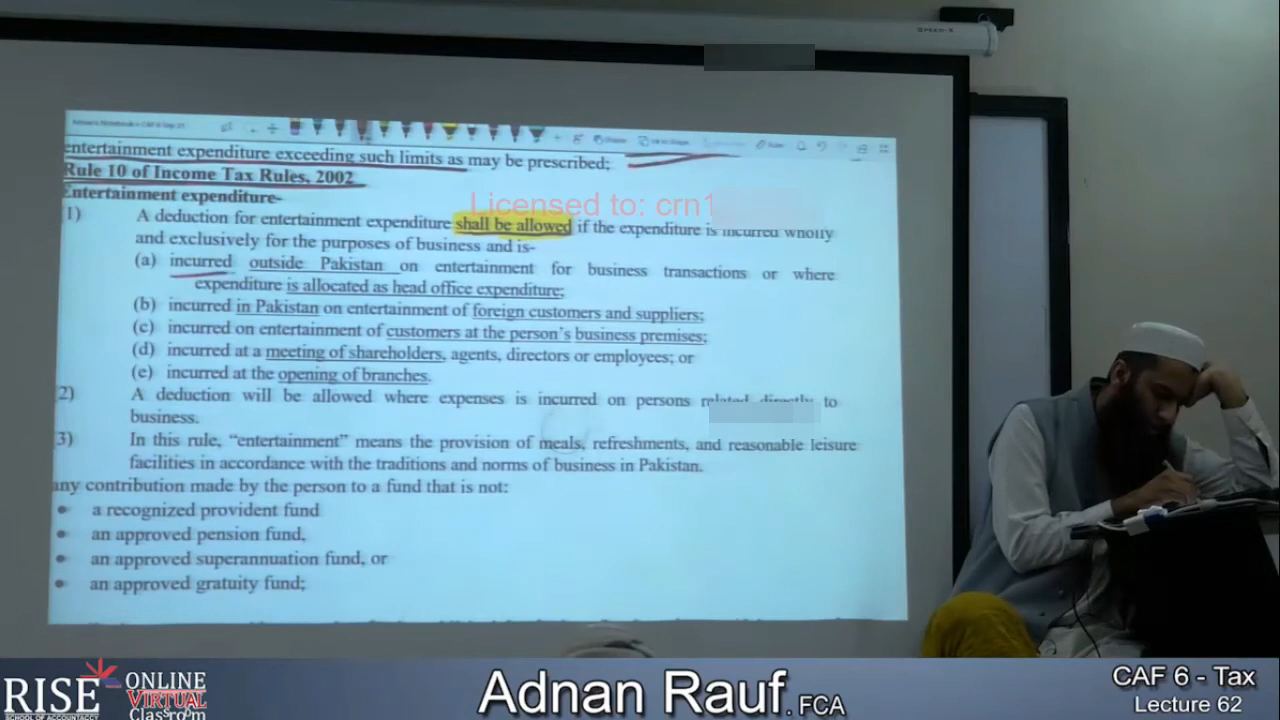 SPEED-X
entertainment expenditure exceeding such limits as may be prescribed;
Rule 10 of Income Tax Rules, 2002
Entertainment expenditure-
1) A deduction for entertainment expenditure shall be allowed if the expenditure is incurred wholly
and exclusively for the purposes of business and is-
(a) incurred outside Pakistan on entertainment for business transactions or where
expenditure is allocated as head office expenditure;
(b) incurred in Pakistan on entertainment of foreign customers and suppliers;
(c) incurred on entertainment of customers at the person's business premises;
(d) incurred at a meeting of shareholders, agents, directors or employees; or
(e) incurred at the opening of branches.
2) A deduction will be allowed where expenses is incurred on persons related directly to
business.
3) In this rule, "entertainment" means the provision of meals, refreshments, and reasonable leisure
facilities in accordance with the traditions and norms of business in Pakistan.
any contribution made by the person to a fund that is not:
• a recognized provident fund
• an approved pension fund,
• an approved superannuation fund, or
• an approved gratuity fund;
Licensed to: crn1
RISE
SCHOOL OF ACCOUNTANCY
ONLINE
VIRTUAL
Classroom
Adnan Rauf. FCA
CAF 6 - Tax
Lecture 62